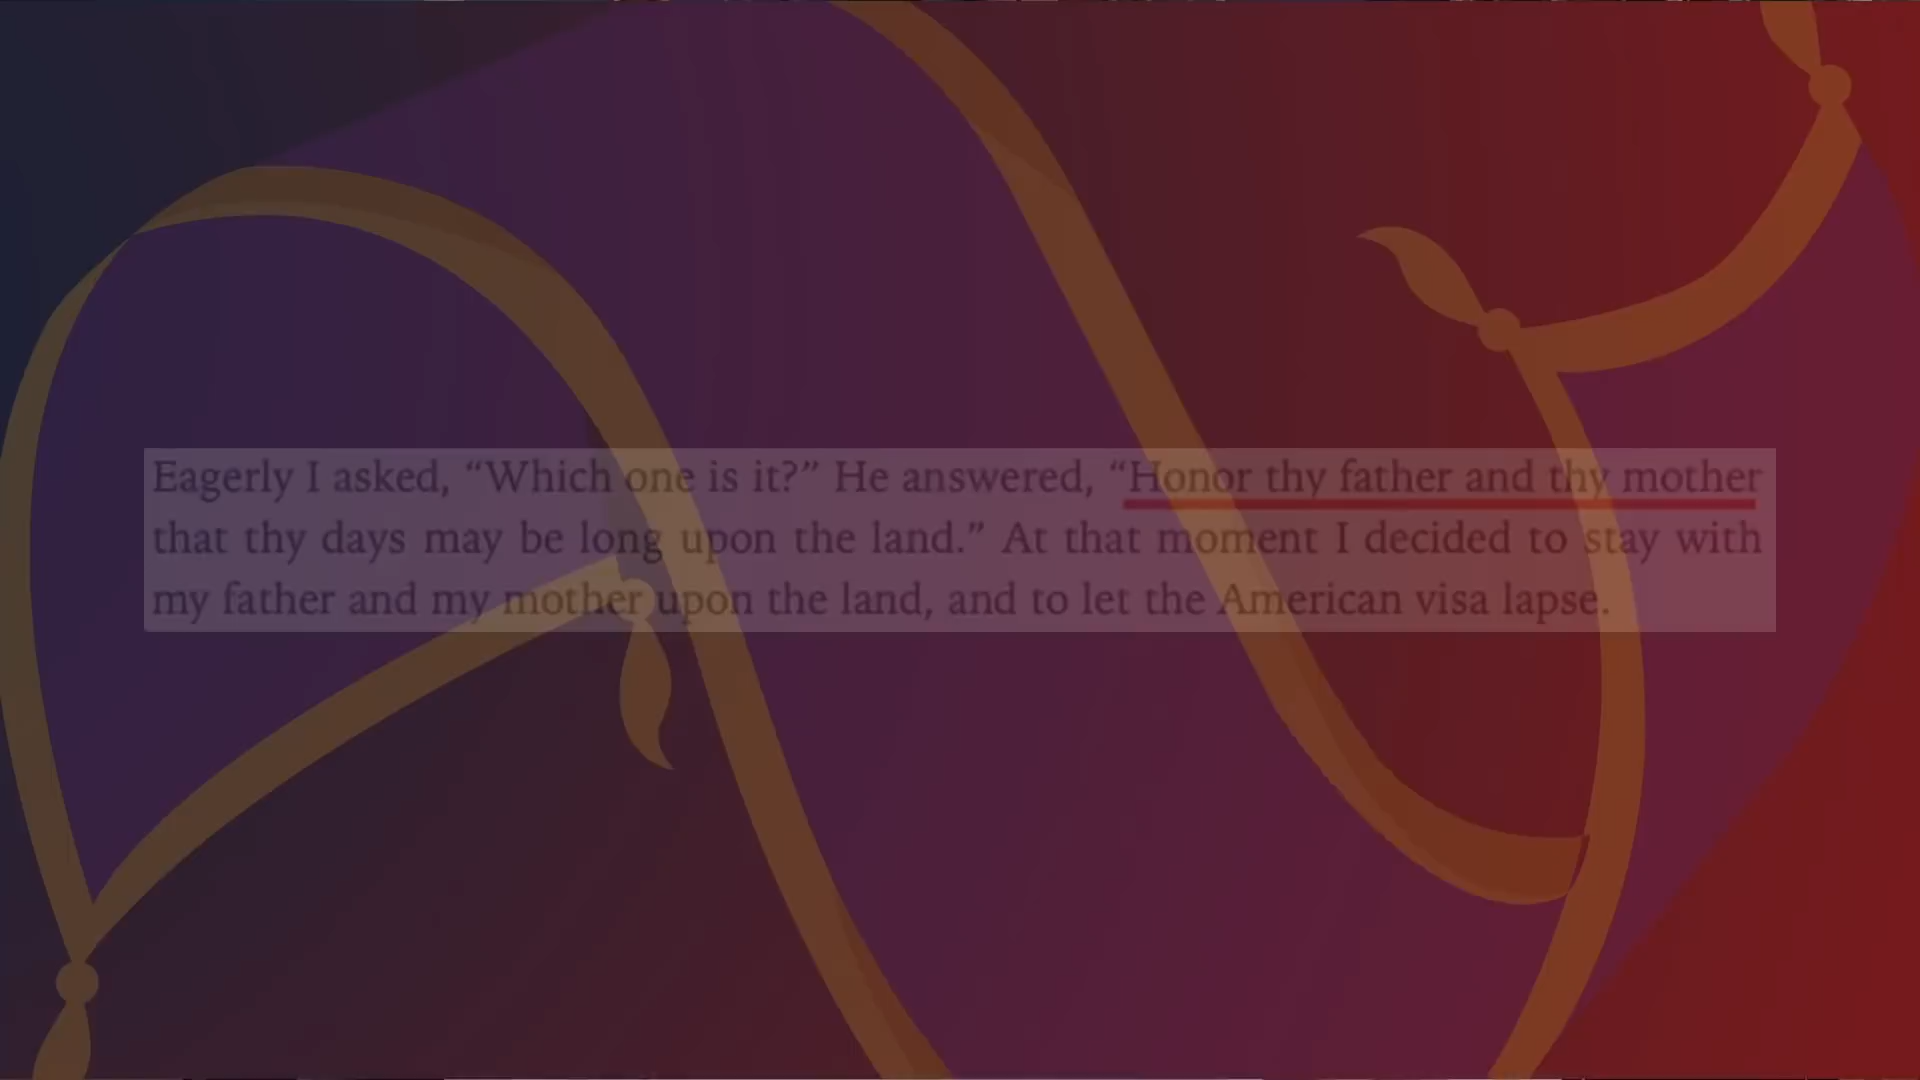 Eagerly I asked, “Which one is it?” He answered, “Honor thy father and thy mother
that thy days may be long upon the land.” At that moment I decided to stay with
my father and my mother upon the land, and to let the American visa lapse.